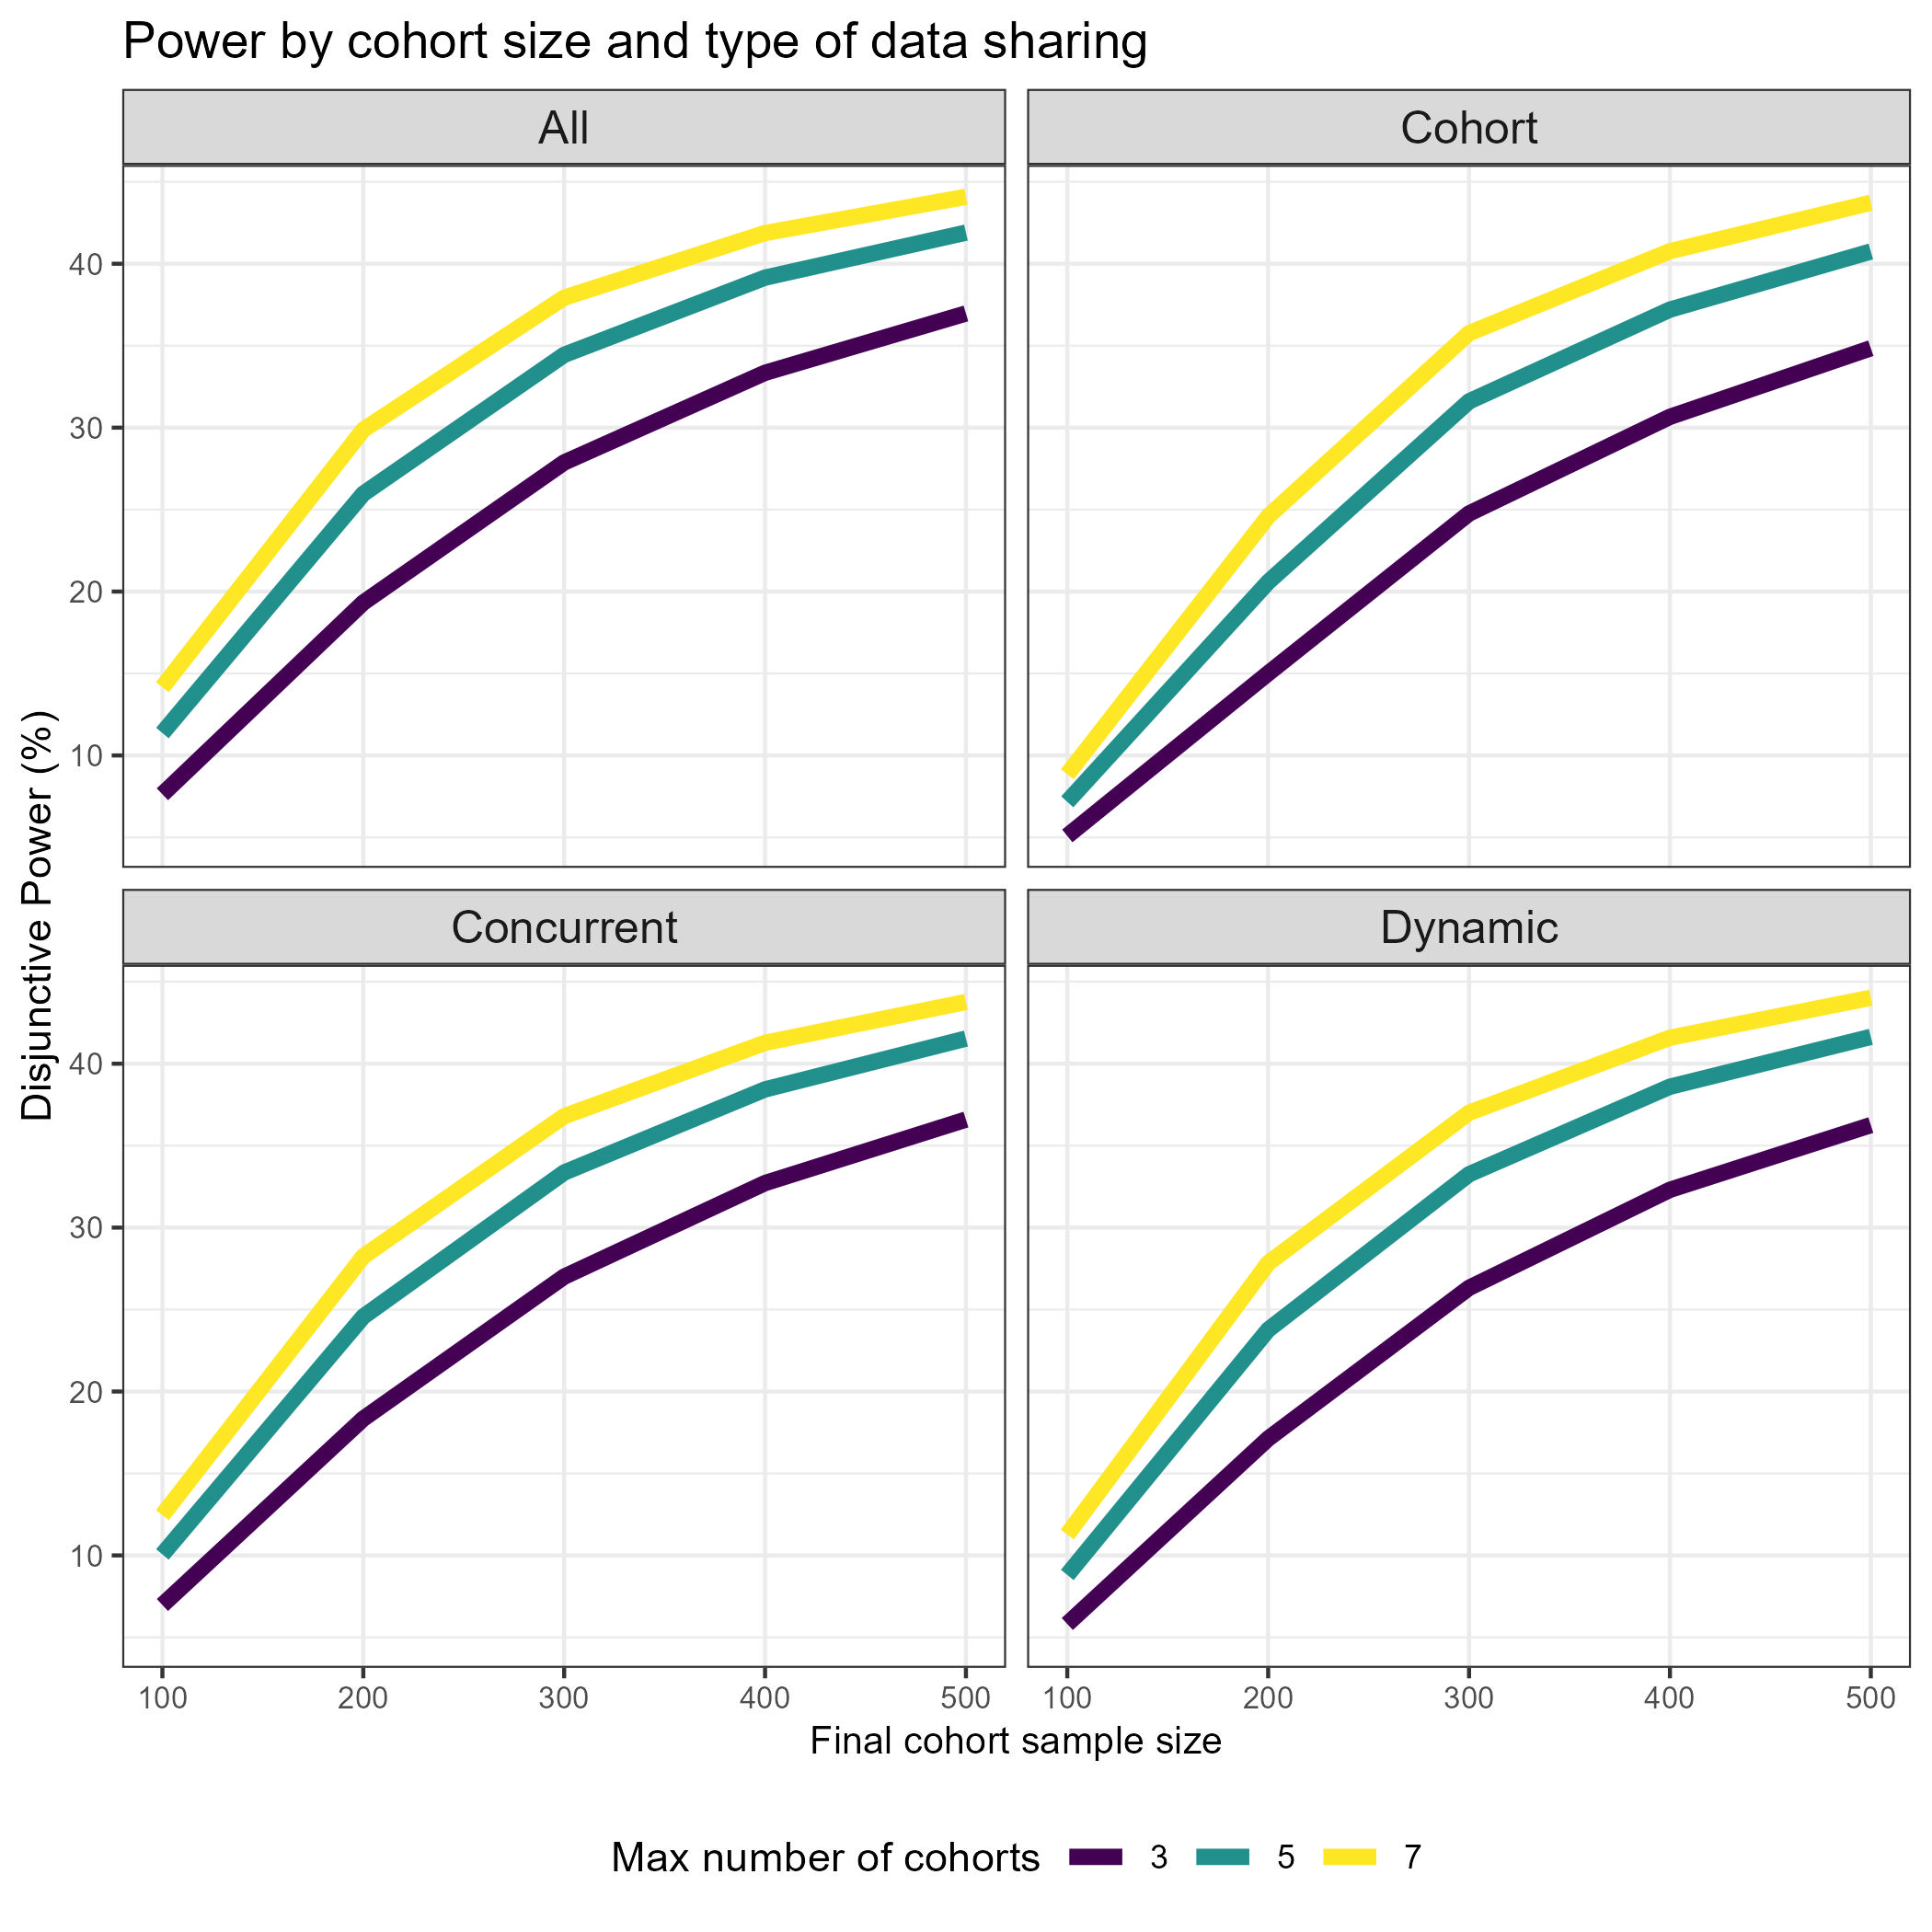 Power by cohort size and type of data sharing
All
Cohort
40
30
20
10
Concurrent
Dynamic
40
30
20
10
Disjunctive Power (%)
100 200 300 400 500 100 200 300 400 500
Final cohort sample size
Max number of cohorts 3 5 7